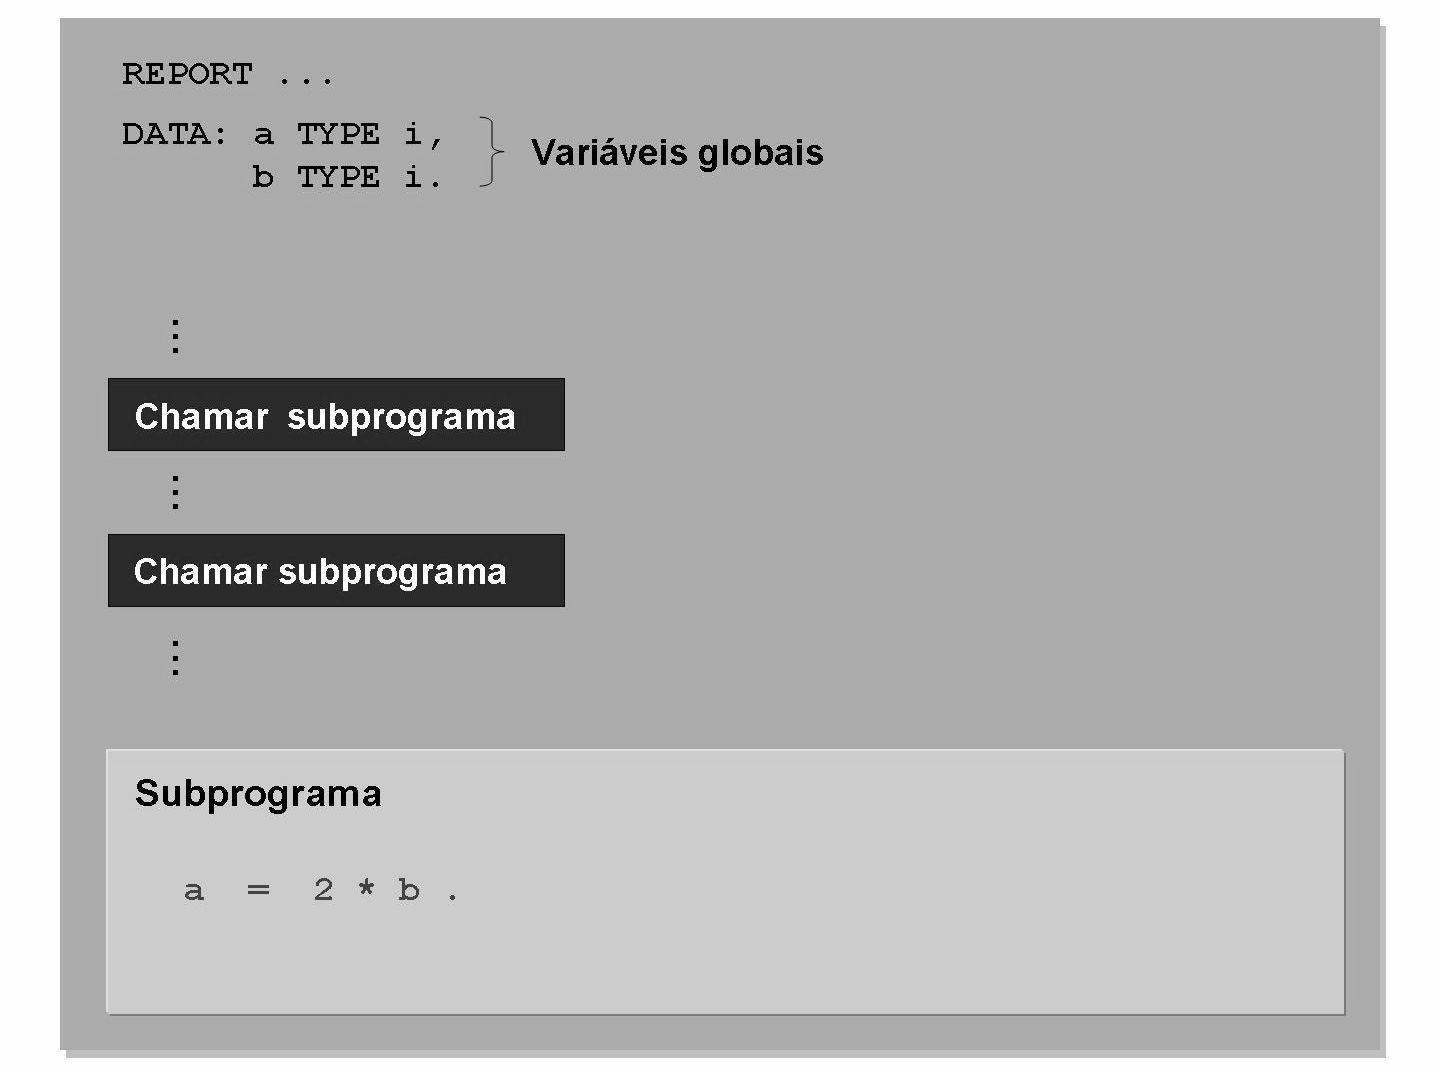 REPORT ...
DATA: a TYPE i,
b TYPE i.
Variáveis globais
⋮
Chamar subprograma
⋮
Chamar subprograma
⋮
Subprograma
a = 2 * b .